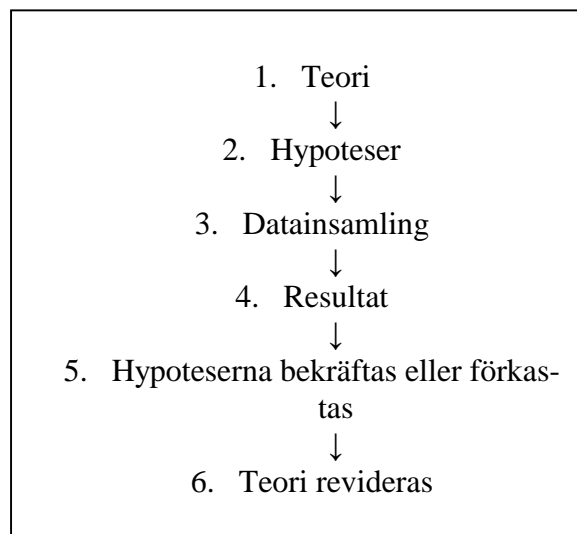 1. Teori
↓
2. Hypoteser
↓
3. Datainsamling
↓
4. Resultat
↓
5. Hypoteserna bekräftas eller förkas-
tas
↓
6. Teori revideras